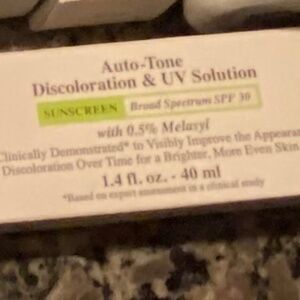 Auto-Tone
Discoloration & UV Solution
SUNSCREEN Broad Spectrum SPF 30
with 0.5% Melasyl
Clinically Demonstrated* to Visibly Improve the Appearan
Discoloration Over Time for a Brighter, More Even Skin
1.4 fl. oz. - 40 ml
*Based on expert assessment in a clinical study